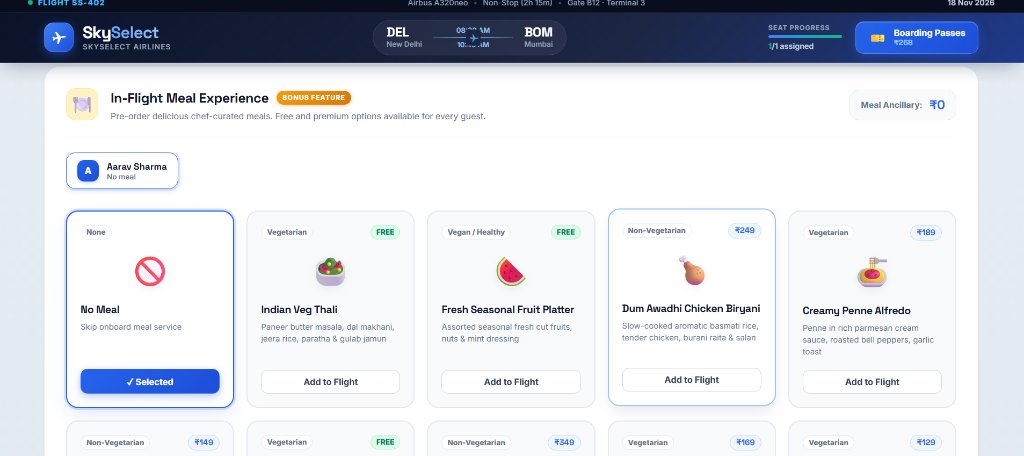 FLIGHT SS-402
Airbus A320neo • Non-Stop (2h 15m) • Gate B12 · Terminal 3
18 Nov 2026
SkySelect
SKYSELECT AIRLINES
DEL
New Delhi
BOM
Mumbai
SEAT PROGRESS
1/1 assigned
Boarding Passes
₹268
In-Flight Meal Experience
BONUS FEATURE
Pre-order delicious chef-curated meals. Free and premium options available for every guest.
Meal Ancillary: ₹0
A
Aarav Sharma
No meal
None
No Meal
Skip onboard meal service
✓ Selected
Vegetarian
FREE
Indian Veg Thali
Paneer butter masala, dal makhani,
jeera rice, paratha & gulab jamun
Add to Flight
Vegan / Healthy
FREE
Fresh Seasonal Fruit Platter
Assorted seasonal fresh cut fruits,
nuts & mint dressing
Add to Flight
Non-Vegetarian
₹249
Dum Awadhi Chicken Biryani
Slow-cooked aromatic basmati rice,
tender chicken, burani raita & salan
Add to Flight
Vegetarian
₹189
Creamy Penne Alfredo
Penne in rich parmesan cream
sauce, roasted bell peppers, garlic
toast
Add to Flight
Non-Vegetarian
₹149
Vegetarian
FREE
Non-Vegetarian
₹349
Vegetarian
₹169
Vegetarian
₹129